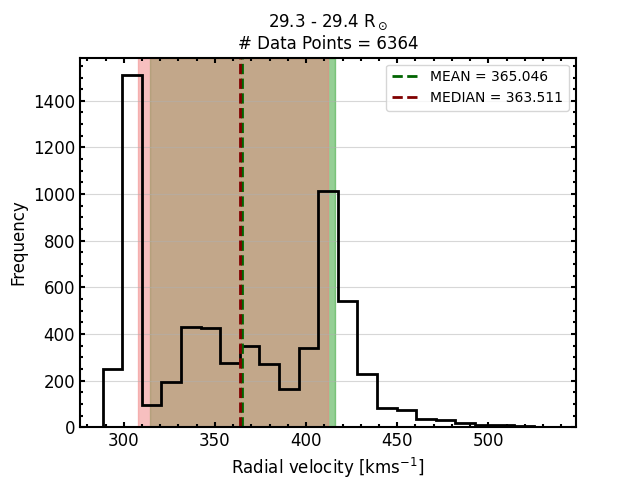 29.3 - 29.4 R⊙
# Data Points = 6364
MEAN = 365.046
MEDIAN = 363.511
Frequency
1400
1200
1000
800
600
400
200
0
300 350 400 450 500
Radial velocity [kms⁻¹]